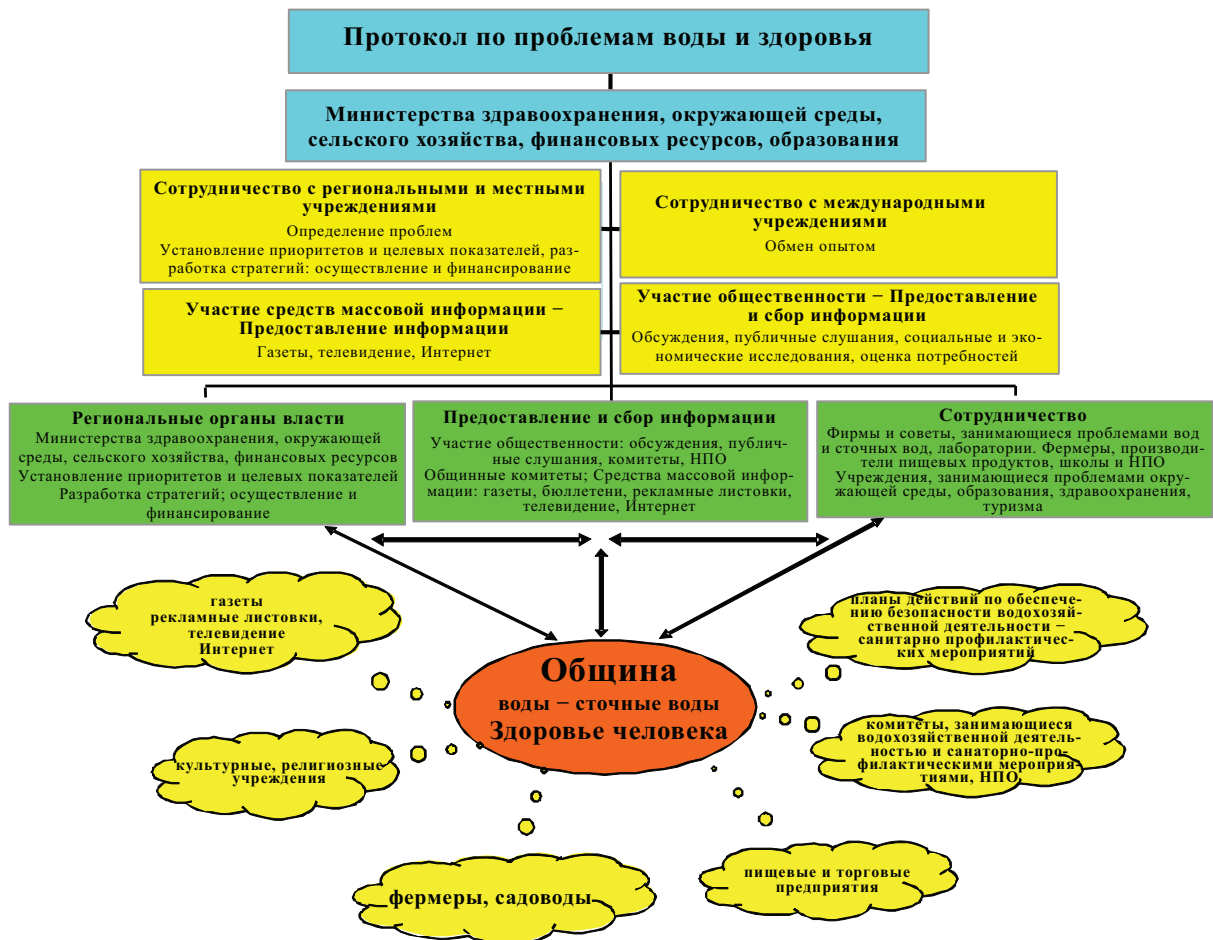 Протокол по проблемам воды и здоровья
Министерства здравоохранения, окружающей среды,
сельского хозяйства, финансовых ресурсов, образования
Сотрудничество с региональными и местными
учреждениями
Определение проблем
Установление приоритетов и целевых показателей, раз-
работка стратегий: осуществление и финансирование
Сотрудничество с международными
учреждениями
Обмен опытом
Участие средств массовой информации −
Предоставление информации
Газеты, телевидение, Интернет
Участие общественности − Предоставление
и сбор информации
Обсуждения, публичные слушания, социальные и эко-
номические исследования, оценка потребностей
Региональные органы власти
Министерства здравоохранения, окружающей
среды, сельского хозяйства, финансовых ресурсов
Установление приоритетов и целевых показателей
Разработка стратегий; осуществление и
финансирование
Предоставление и сбор информации
Участие общественности: обсуждения, публич-
ные слушания, комитеты, НПО
Общинные комитеты; Средства массовой инфор-
мации: газеты, бюллетени, рекламные листовки,
телевидение, Интернет
Сотрудничество
Фирмы и советы, занимающиеся проблемами вод
и сточных вод, лаборатории. Фермеры, производи-
тели пищевых продуктов, школы и НПО
Учреждения, занимающиеся проблемами окру-
жающей среды, образования, здравоохранения,
туризма
газеты
рекламные листовки,
телевидение
Интернет
планы действий по обеспече-
нию безопасности водохозяй-
ственной деятельности −
санитарно профилактичес-
ких мероприятий
Община
воды − сточные воды
Здоровье человека
культурные, религиозные
учреждения
комитеты, занимающиеся
водохозяйственной деятель-
ностью и санаторно-про-
филактическими мероприя-
тиями, НПО
фермеры, садоводы
пищевые и торговые
предприятия